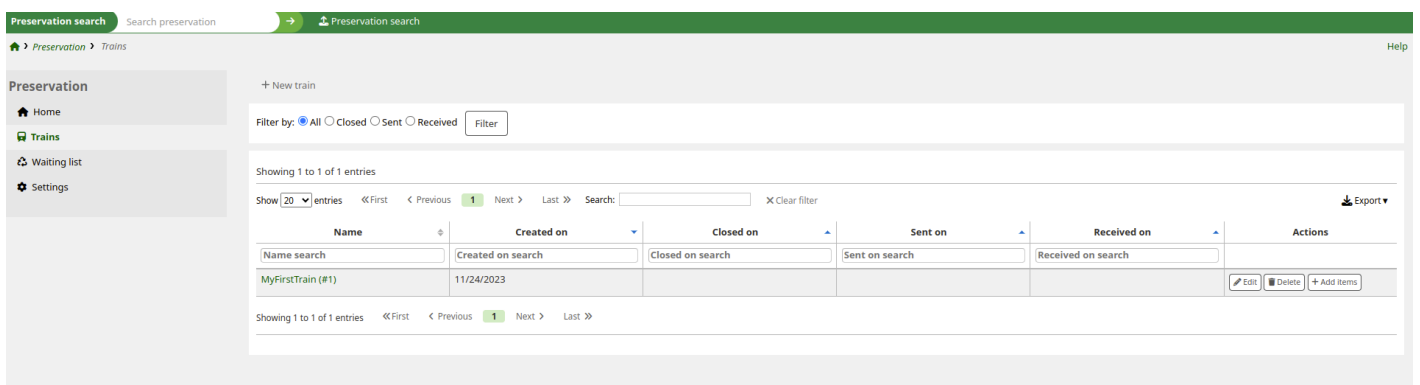 Preservation search Search preservation Preservation search
Preservation Trains Help
Preservation
Home
Trains
Waiting list
Settings
+ New train
Filter by: All Closed Sent Received Filter
Showing 1 to 1 of 1 entries
Show 20 entries First Previous 1 Next Last Search: Clear filter Export
Name Created on Closed on Sent on Received on Actions
Name search Created on search Closed on search Sent on search Received on search
MyFirstTrain (#1) 11/24/2023 Edit Delete + Add items
Showing 1 to 1 of 1 entries First Previous 1 Next Last